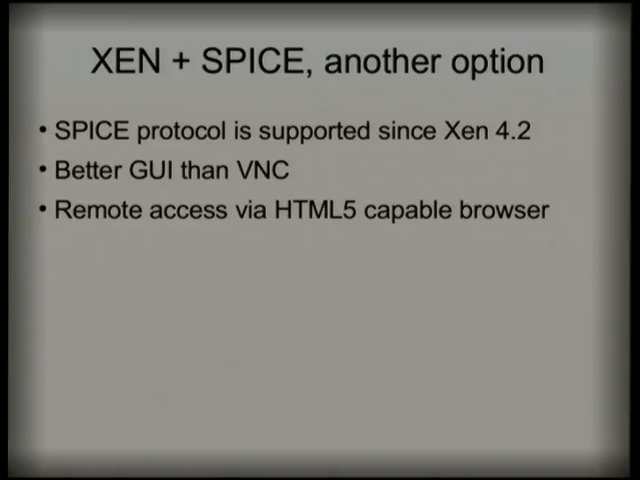 XEN + SPICE, another option
• SPICE protocol is supported since Xen 4.2
• Better GUI than VNC
• Remote access via HTML5 capable browser